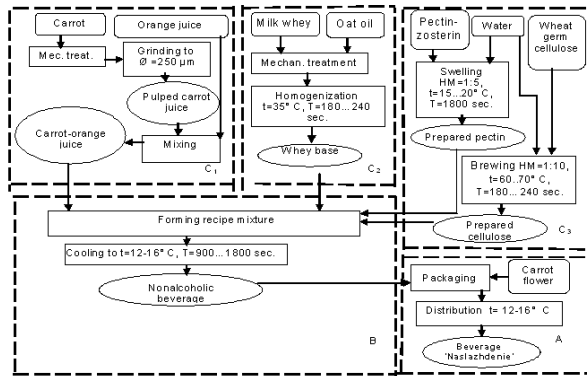 Carrot
Orange juice
Mec. treat.
Grinding to
Ø =250 µm
Pulped carrot
juice
Carrot-orange
juice
Mixing
C₁
Milk whey
Oat oil
Mechan. treatment
Homogenization
t=35° C, T=180... 240
sec.
Whey base
C₂
Pectin-
zosterin
Water
Wheat
germ
cellulose
Swelling
HM=1:5,
t=15...20° C,
T=1800 sec.
Prepared pectin
Brewing HM=1:10,
t=60..70° C,
T=180... 240 sec.
Prepared
cellulose
C₃
Forming recipe mixture
Cooling to t=12-16° C, T=900...1800 sec.
Nonalcoholic
beverage
B
Packaging
Carrot
flower
Distribution t= 12-16° C
Beverage
'Naslazhdenie'
A